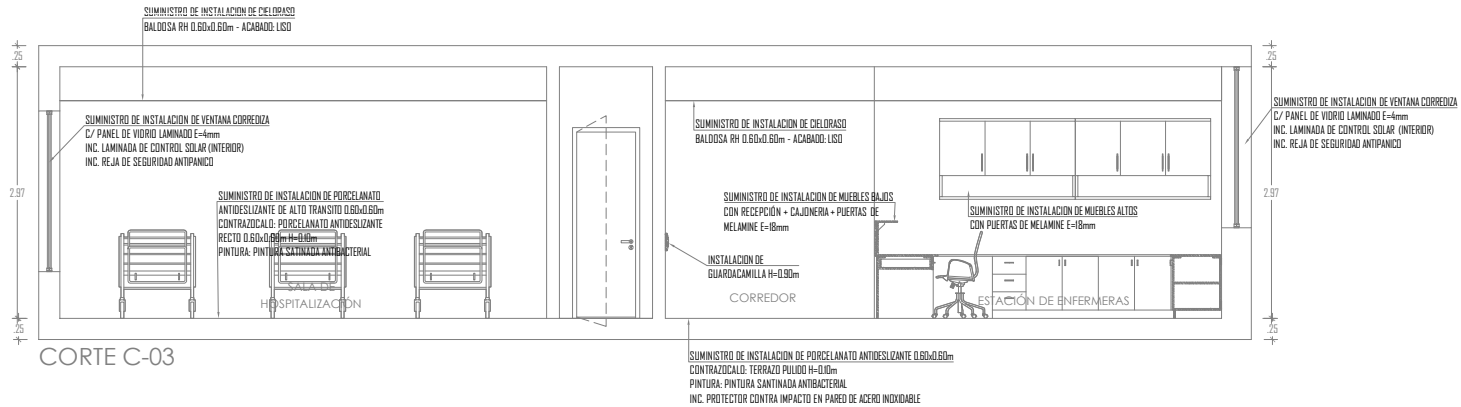 SUMINISTRO DE INSTALACION DE CIELORASO
BALDOSA RH 0.60x0.60m - ACABADO: LISO
.25
.25
SUMINISTRO DE INSTALACION DE VENTANA CORREDIZA
C/ PANEL DE VIDRIO LAMINADO E=4mm
INC. LAMINADA DE CONTROL SOLAR (INTERIOR)
INC. REJA DE SEGURIDAD ANTIPANICO
SUMINISTRO DE INSTALACION DE CIELORASO
BALDOSA RH 0.60x0.60m - ACABADO: LISO
SUMINISTRO DE INSTALACION DE VENTANA CORREDIZA
C/ PANEL DE VIDRIO LAMINADO E=4mm
INC. LAMINADA DE CONTROL SOLAR (INTERIOR)
INC. REJA DE SEGURIDAD ANTIPANICO
2.97
2.97
SUMINISTRO DE INSTALACION DE PORCELANATO
ANTIDESLIZANTE DE ALTO TRANSITO 0.60x0.60m
CONTRAZOCALO: PORCELANATO ANTIDESLIZANTE
RECTO 0.60x0.60m H=0.10m
PINTURA: PINTURA SATINADA ANTIBACTERIAL
SUMINISTRO DE INSTALACION DE MUEBLES BAJOS
CON RECEPCIÓN + CAJONERIA + PUERTAS DE
MELAMINE E=18mm
SUMINISTRO DE INSTALACION DE MUEBLES ALTOS
CON PUERTAS DE MELAMINE E=18mm
INSTALACION DE
GUARDACAMILLA H=0.90m
SALA DE
HOSPITALIZACIÓN
CORREDOR
ESTACIÓN DE ENFERMERAS
.25
.25
CORTE C-03
SUMINISTRO DE INSTALACION DE PORCELANATO ANTIDESLIZANTE 0.60x0.60m
CONTRAZOCALO: TERRAZO PULIDO H=0.10m
PINTURA: PINTURA SANTINADA ANTIBACTERIAL
INC. PROTECTOR CONTRA IMPACTO EN PARED DE ACERO INOXIDABLE